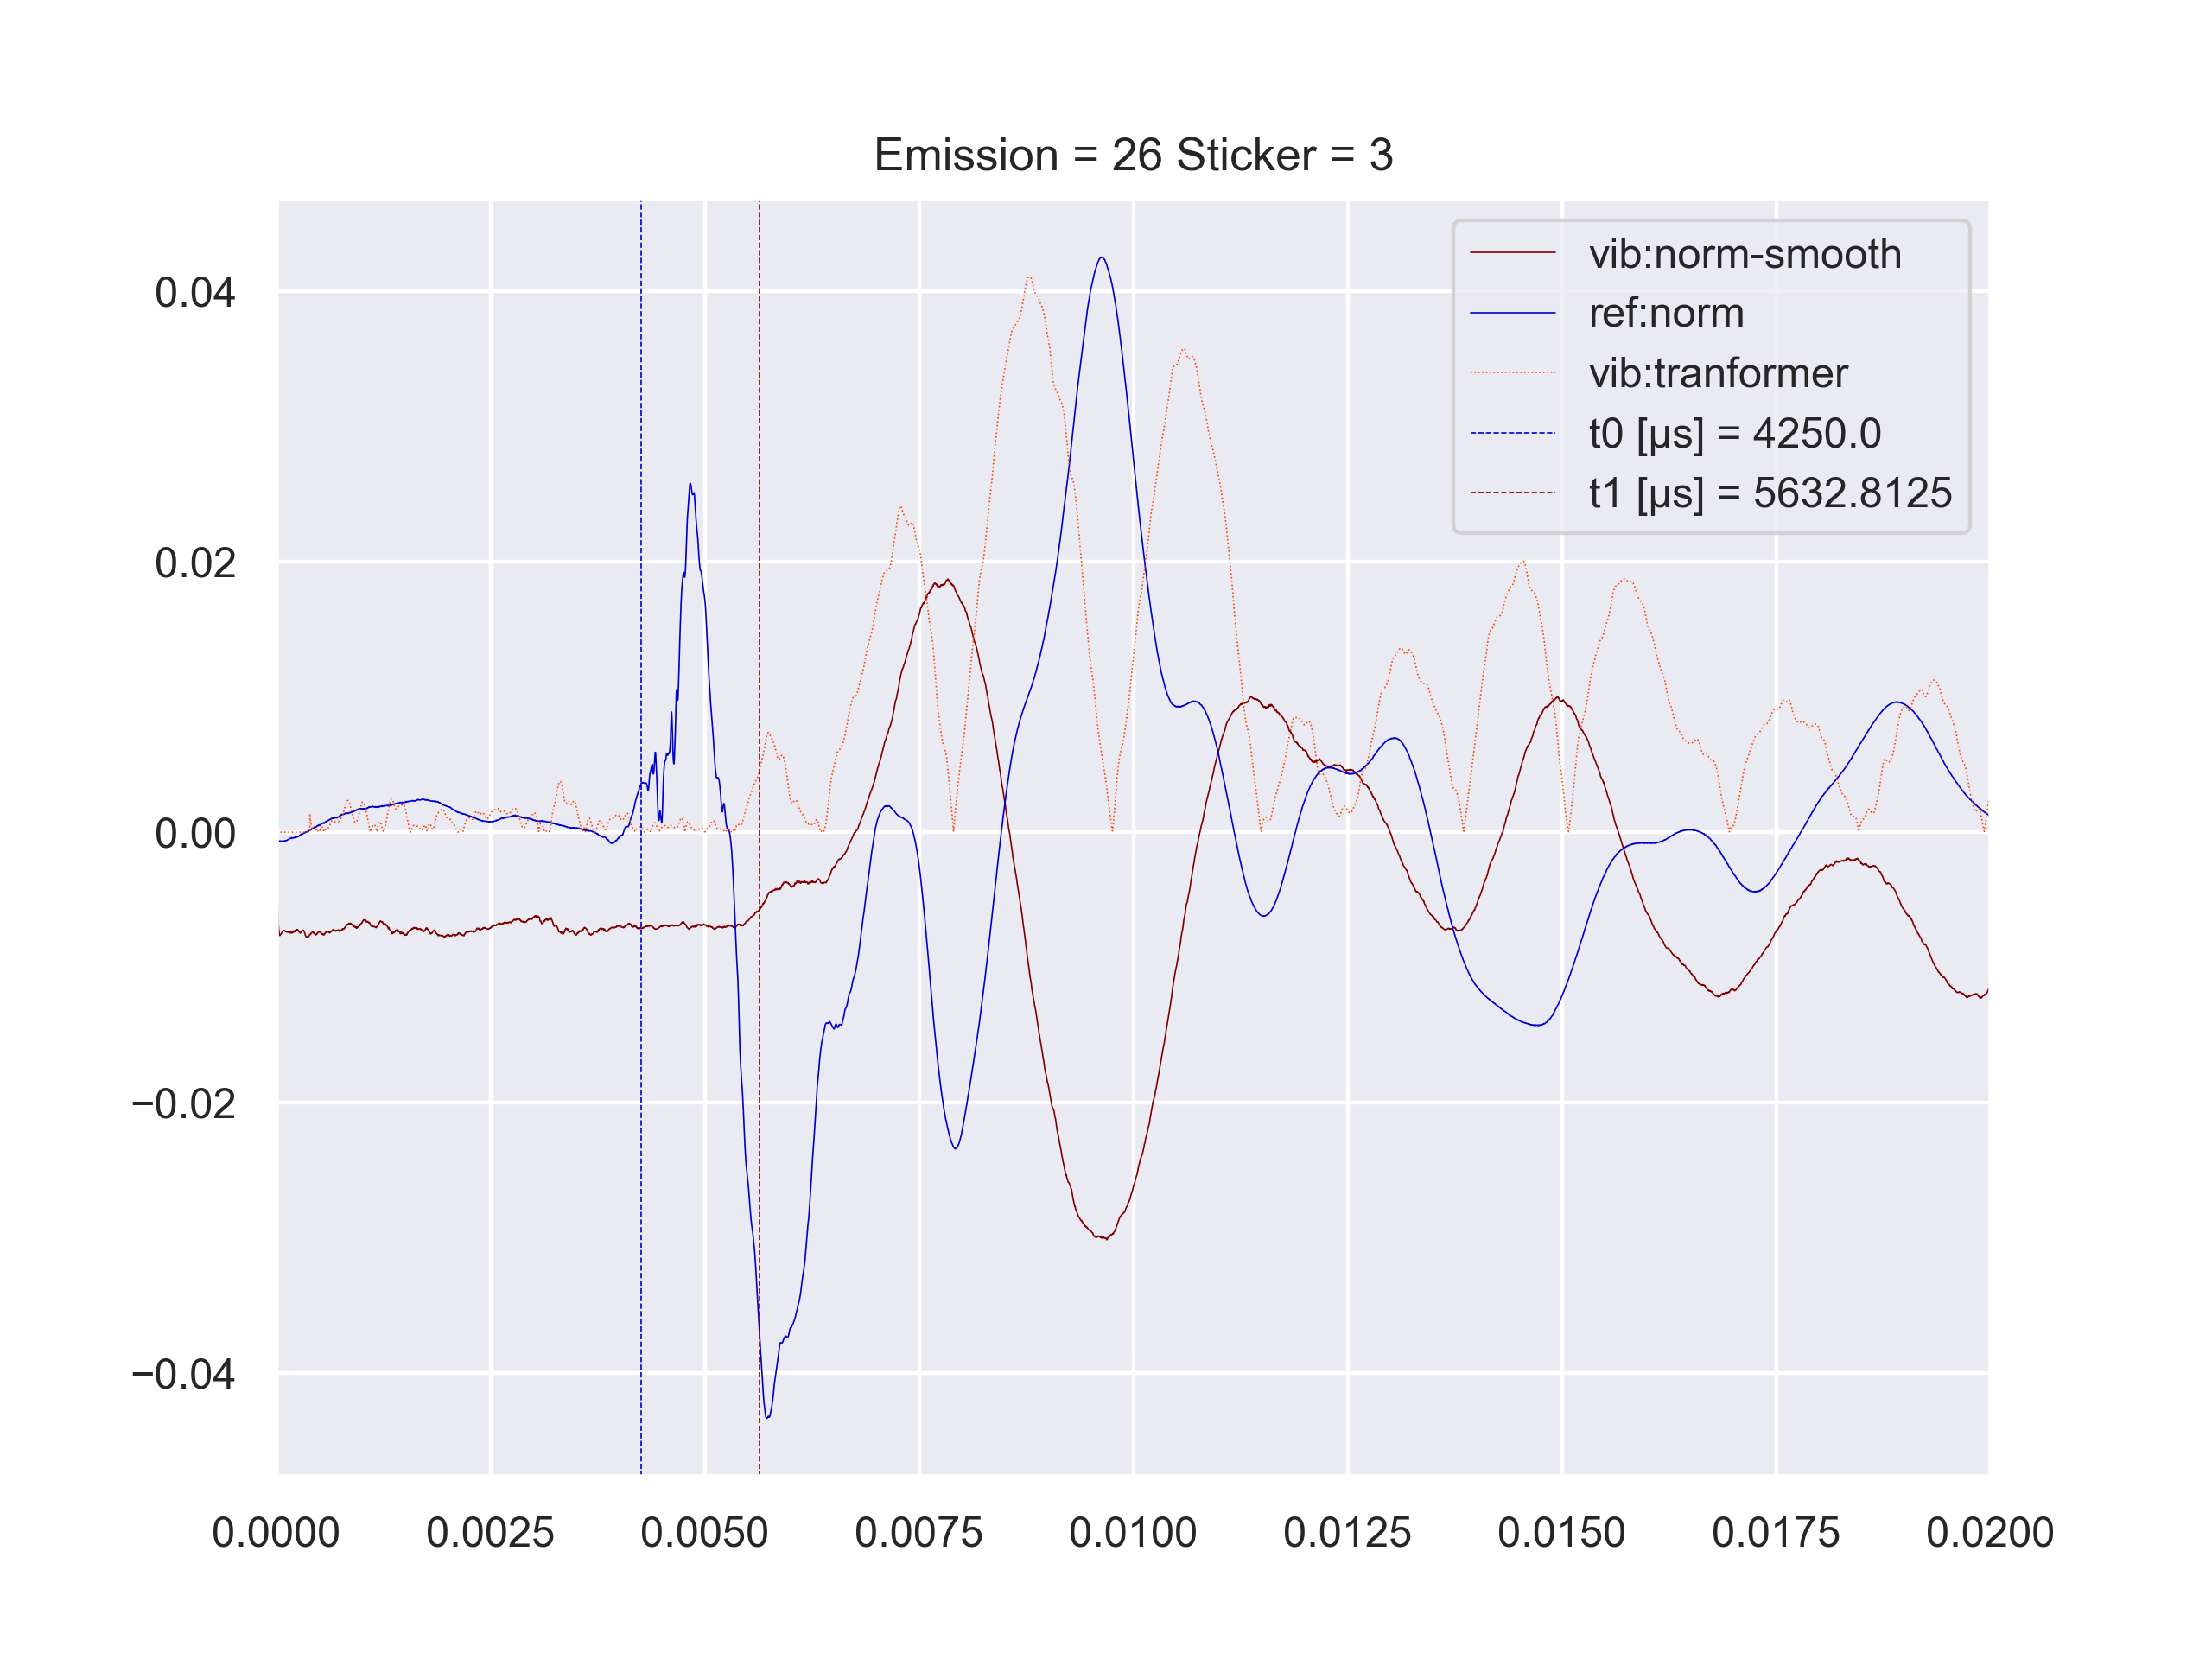 Emission = 26 Sticker = 3
vib:norm-smooth
ref:norm
vib:tranformer
t0 [µs] = 4250.0
t1 [µs] = 5632.8125
0.04
0.02
0.00
−0.02
−0.04
0.0000 0.0025 0.0050 0.0075 0.0100 0.0125 0.0150 0.0175 0.0200